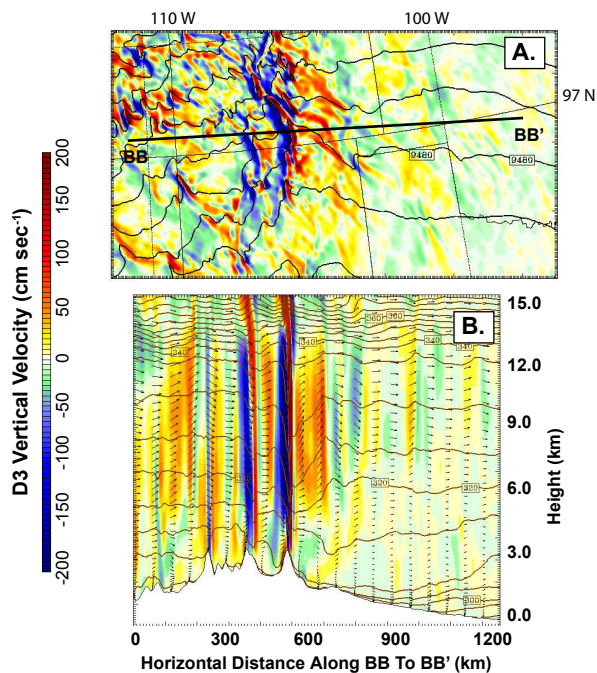 110 W 100 W
A.
97 N
BB BB'
9480 9480
D3 Vertical Velocity (cm sec⁻¹)
200
150
100
50
0
-50
-100
-150
-200
B.
360 360
340 340 340
320 320
300
15.0
12.0
9.0
6.0
3.0
0.0
Height (km)
0 300 600 900 1200
Horizontal Distance Along BB To BB' (km)